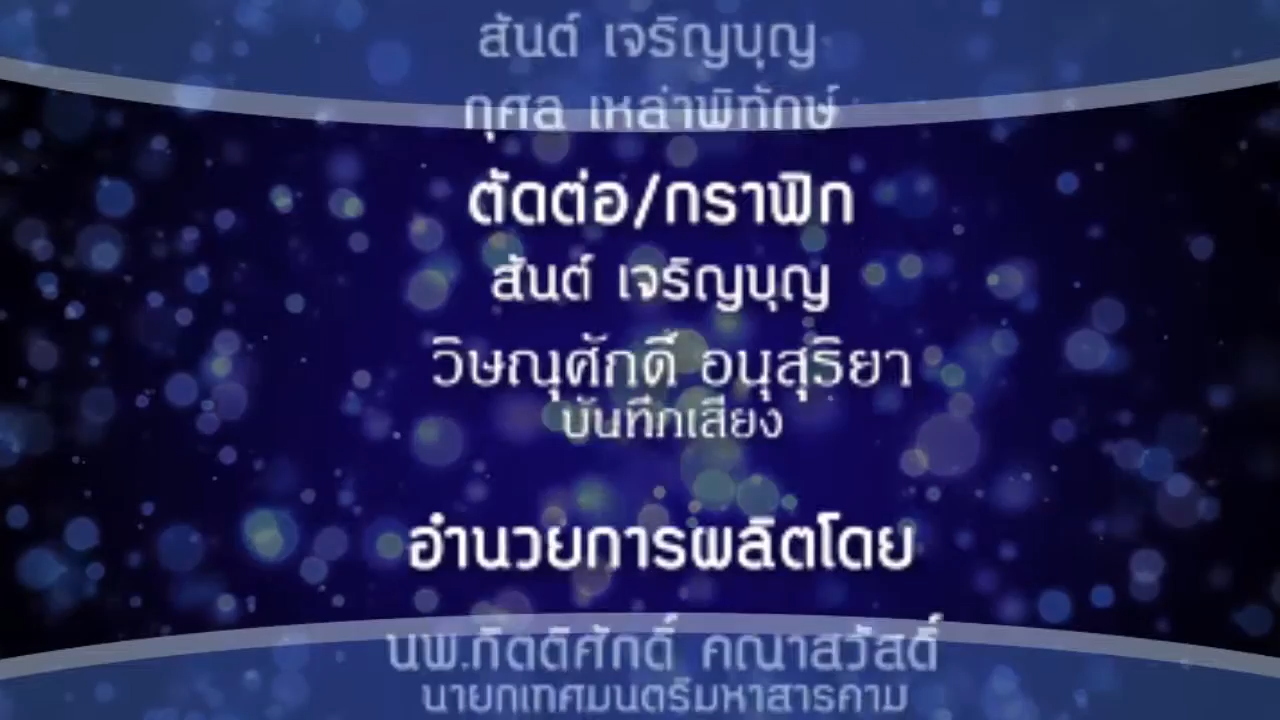 สันต์ เจริญบุญ
กุศล เหล่าพิทักษ์
ตัดต่อ/กราฟิก
สันต์ เจริญบุญ
วิษณุศักดิ์ อนุสุริยา
บันทึกเสียง
อำนวยการผลิตโดย
นพ.กิตติศักดิ์ คณาสวัสดิ์
นายกเทศมนตรีมหาสารคาม